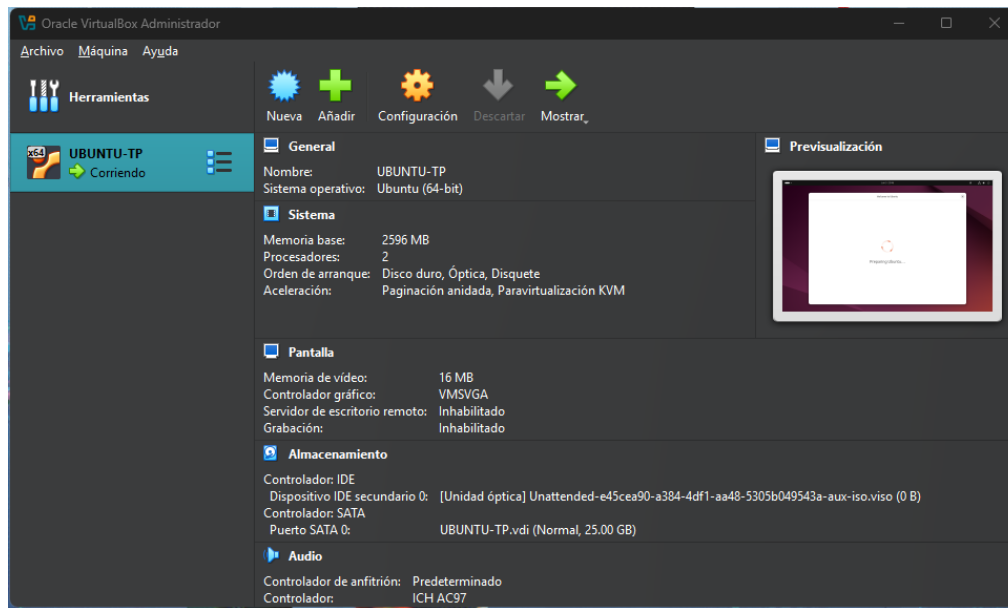 Oracle VirtualBox Administrador
Archivo Máquina Ayuda
Herramientas
Nueva Añadir Configuración Descartar Mostrar
x64
UBUNTU-TP
Corriendo
General
Nombre: UBUNTU-TP
Sistema operativo: Ubuntu (64-bit)
Sistema
Memoria base: 2596 MB
Procesadores: 2
Orden de arranque: Disco duro, Óptica, Disquete
Aceleración: Paginación anidada, Paravirtualización KVM
Previsualización
Preparing Ubuntu...
Pantalla
Memoria de vídeo: 16 MB
Controlador gráfico: VMSVGA
Servidor de escritorio remoto: Inhabilitado
Grabación: Inhabilitado
Almacenamiento
Controlador: IDE
Dispositivo IDE secundario 0: [Unidad óptica] Unattended-e45cea90-a384-4df1-aa48-5305b049543a-aux-iso.viso (0 B)
Controlador: SATA
Puerto SATA 0: UBUNTU-TP.vdi (Normal, 25.00 GB)
Audio
Controlador de anfitrión: Predeterminado
Controlador: ICH AC97